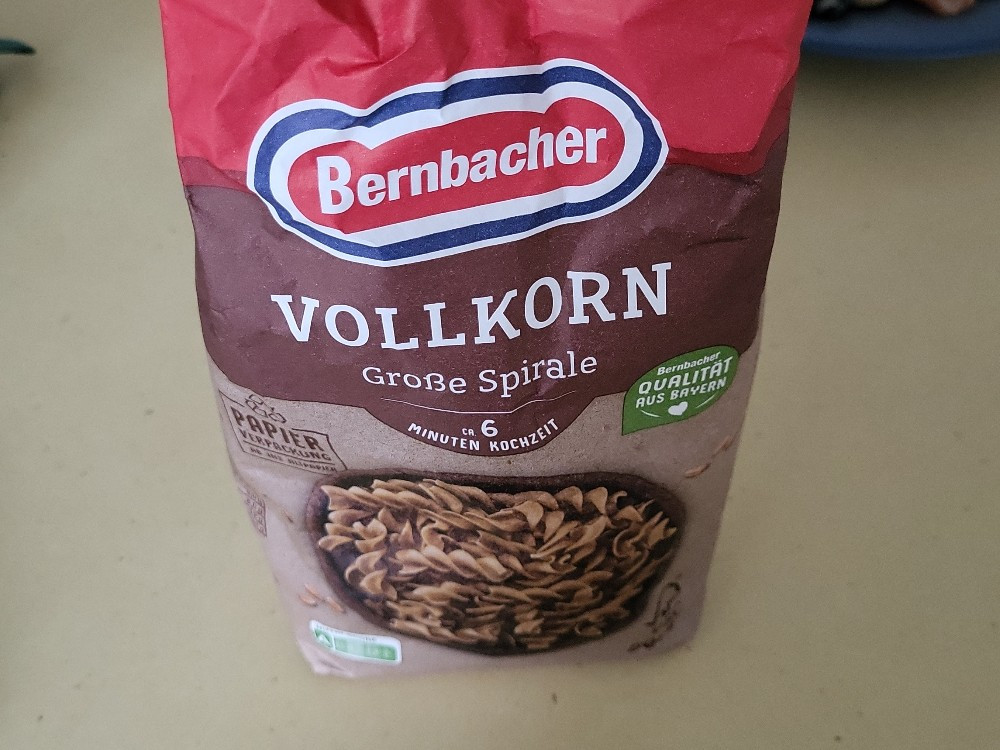 Bernbacher
VOLLKORN
Große Spirale
CA. 6
MINUTEN KOCHZEIT
Bernbacher
QUALITÄT
AUS BAYERN
PAPIER
VERPACKUNG